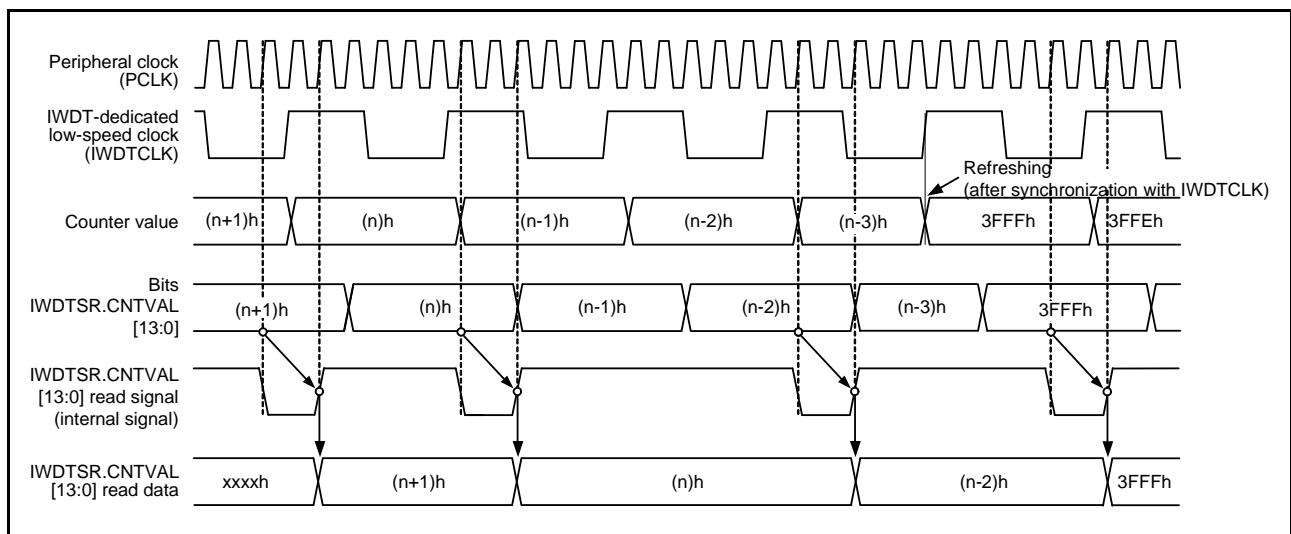 Peripheral clock
(PCLK)
IWDT-dedicated
low-speed clock
(IWDTCLK)
Refreshing
(after synchronization with IWDTCLK)
Counter value
(n+1)h
(n)h
(n-1)h
(n-2)h
(n-3)h
3FFFh
3FFEh
Bits
IWDTSR.CNTVAL
[13:0]
(n+1)h
(n)h
(n-1)h
(n-2)h
(n-3)h
3FFFh
IWDTSR.CNTVAL
[13:0] read signal
(internal signal)
IWDTSR.CNTVAL
[13:0] read data
xxxxh
(n+1)h
(n)h
(n-2)h
3FFFh